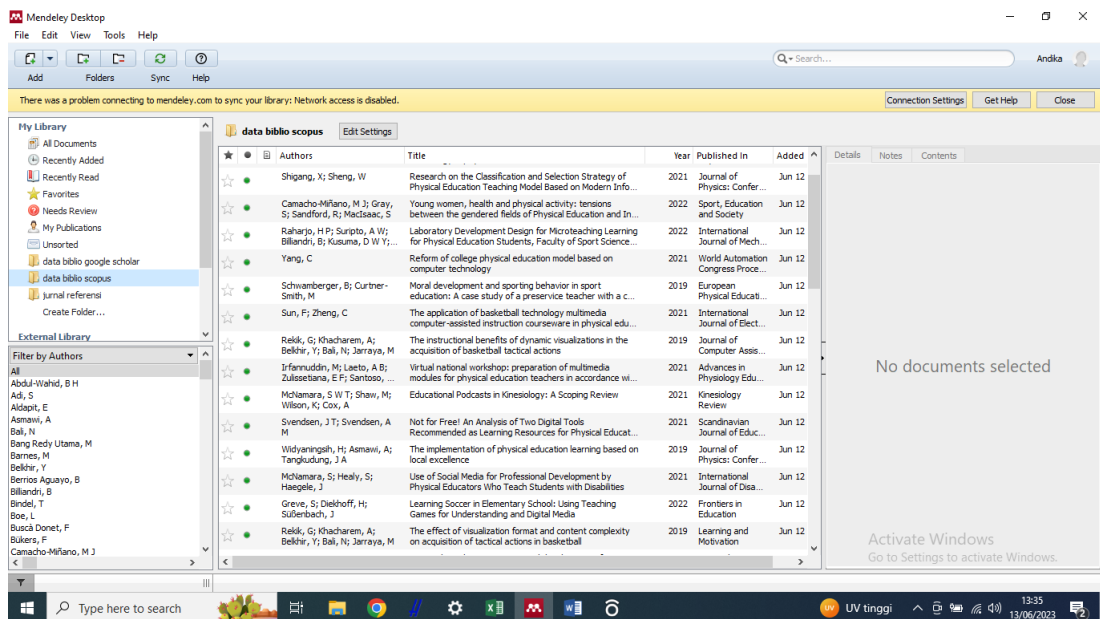 Mendeley Desktop
File Edit View Tools Help
Add Folders Sync Help
Search...
Andika
There was a problem connecting to mendeley.com to sync your library: Network access is disabled.
Connection Settings Get Help Close
My Library
All Documents
Recently Added
Recently Read
Favorites
Needs Review
My Publications
Unsorted
data biblio google scholar
data biblio scopus
jurnal referensi
Create Folder...
External Library
Filter by Authors
All
Abdul-Wahid, B H
Adi, S
Aldapit, E
Asmawi, A
Bali, N
Bang Redy Utama, M
Barnes, M
Belkhir, Y
Berrios Aguayo, B
Billiandri, B
Bindel, T
Boe, L
Buscà Donet, F
Bükers, F
Camacho-Miñano, M J
data biblio scopus Edit Settings
Authors Title Year Published In Added
Shigang, X; Sheng, W Research on the Classification and Selection Strategy of 2021 Journal of Jun 12
Physical Education Teaching Model Based on Modern Info... Physics: Confer...
Camacho-Miñano, M J; Gray, Young women, health and physical activity: tensions 2022 Sport, Education Jun 12
S; Sandford, R; MacIsaac, S between the gendered fields of Physical Education and In... and Society
Raharjo, H P; Suripto, A W; Laboratory Development Design for Microteaching Learning 2022 International Jun 12
Billiandri, B; Kusuma, D W Y;... for Physical Education Students, Faculty of Sport Science... Journal of Mech...
Yang, C Reform of college physical education model based on 2021 World Automation Jun 12
computer technology Congress Proce...
Schwamberger, B; Curtner- Moral development and sporting behavior in sport 2019 European Jun 12
Smith, M education: A case study of a preservice teacher with a c... Physical Educati...
Sun, F; Zheng, C The application of basketball technology multimedia 2021 International Jun 12
computer-assisted instruction courseware in physical edu... Journal of Elect...
Rekik, G; Khacharem, A; The instructional benefits of dynamic visualizations in the 2019 Journal of Jun 12
Belkhir, Y; Bali, N; Jarraya, M acquisition of basketball tactical actions Computer Assis...
Irfannuddin, M; Laeto, A B; Virtual national workshop: preparation of multimedia 2021 Advances in Jun 12
Zulissetiana, E F; Santoso, ... modules for physical education teachers in accordance wi... Physiology Edu...
McNamara, S W T; Shaw, M; Educational Podcasts in Kinesiology: A Scoping Review 2021 Kinesiology Jun 12
Wilson, K; Cox, A Review
Svendsen, J T; Svendsen, A Not for Free! An Analysis of Two Digital Tools 2021 Scandinavian Jun 12
M Recommended as Learning Resources for Physical Educat... Journal of Educ...
Widyaningsih, H; Asmawi, A; The implementation of physical education learning based on 2019 Journal of Jun 12
Tangkudung, J A local excellence Physics: Confer...
McNamara, S; Healy, S; Use of Social Media for Professional Development by 2021 International Jun 12
Haegele, J Physical Educators Who Teach Students with Disabilities Journal of Disa...
Greve, S; Diekhoff, H; Learning Soccer in Elementary School: Using Teaching 2022 Frontiers in Jun 12
Süßenbach, J Games for Understanding and Digital Media Education
Rekik, G; Khacharem, A; The effect of visualization format and content complexity 2019 Learning and Jun 12
Belkhir, Y; Bali, N; Jarraya, M on acquisition of tactical actions in basketball Motivation
Details Notes Contents
No documents selected
Activate Windows
Go to Settings to activate Windows.
Type here to search
UV UV tinggi
13:35
13/06/2023
2